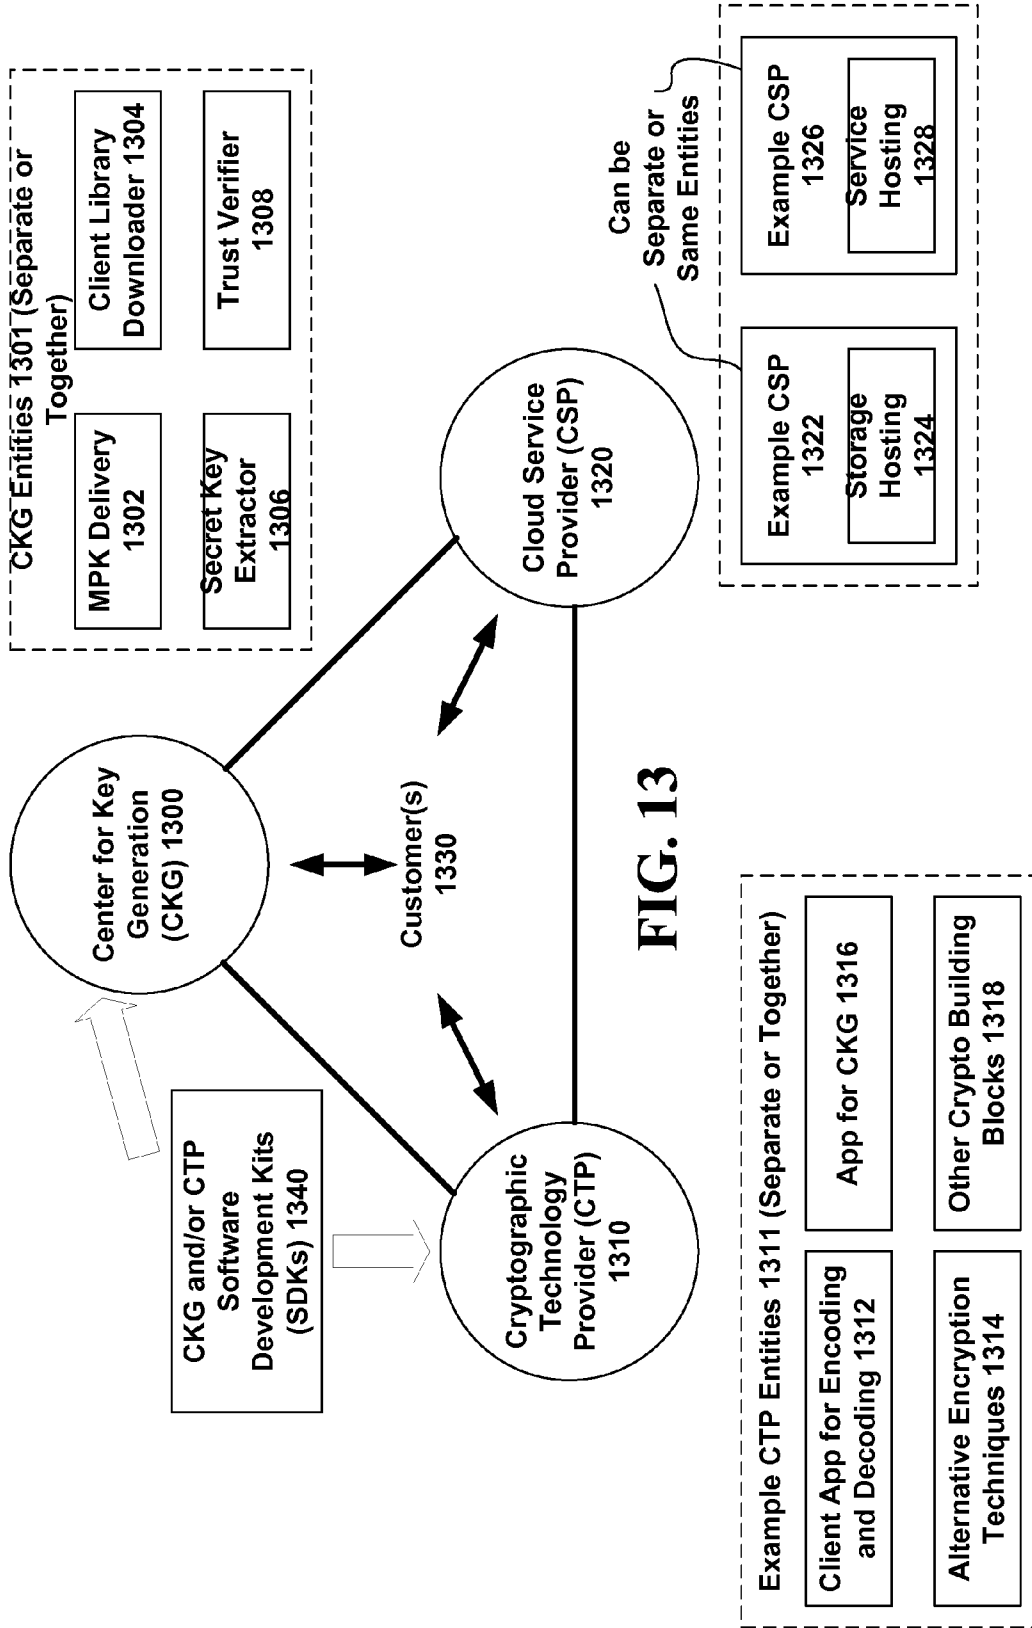 CKG Entities 1301 (Separate or
Together)
MPK Delivery
1302
Client Library
Downloader 1304
Secret Key
Extractor
1306
Trust Verifier
1308
Center for Key
Generation
(CKG) 1300
CKG and/or CTP
Software
Development Kits
(SDKs) 1340
Customer(s)
1330
Cryptographic
Technology
Provider (CTP)
1310
Cloud Service
Provider (CSP)
1320
Can be
Separate or
Same Entities
Example CSP
1322
Storage
Hosting
1324
Example CSP
1326
Service
Hosting
1328
FIG. 13
Example CTP Entities 1311 (Separate or Together)
Client App for Encoding
and Decoding 1312
App for CKG 1316
Alternative Encryption
Techniques 1314
Other Crypto Building
Blocks 1318